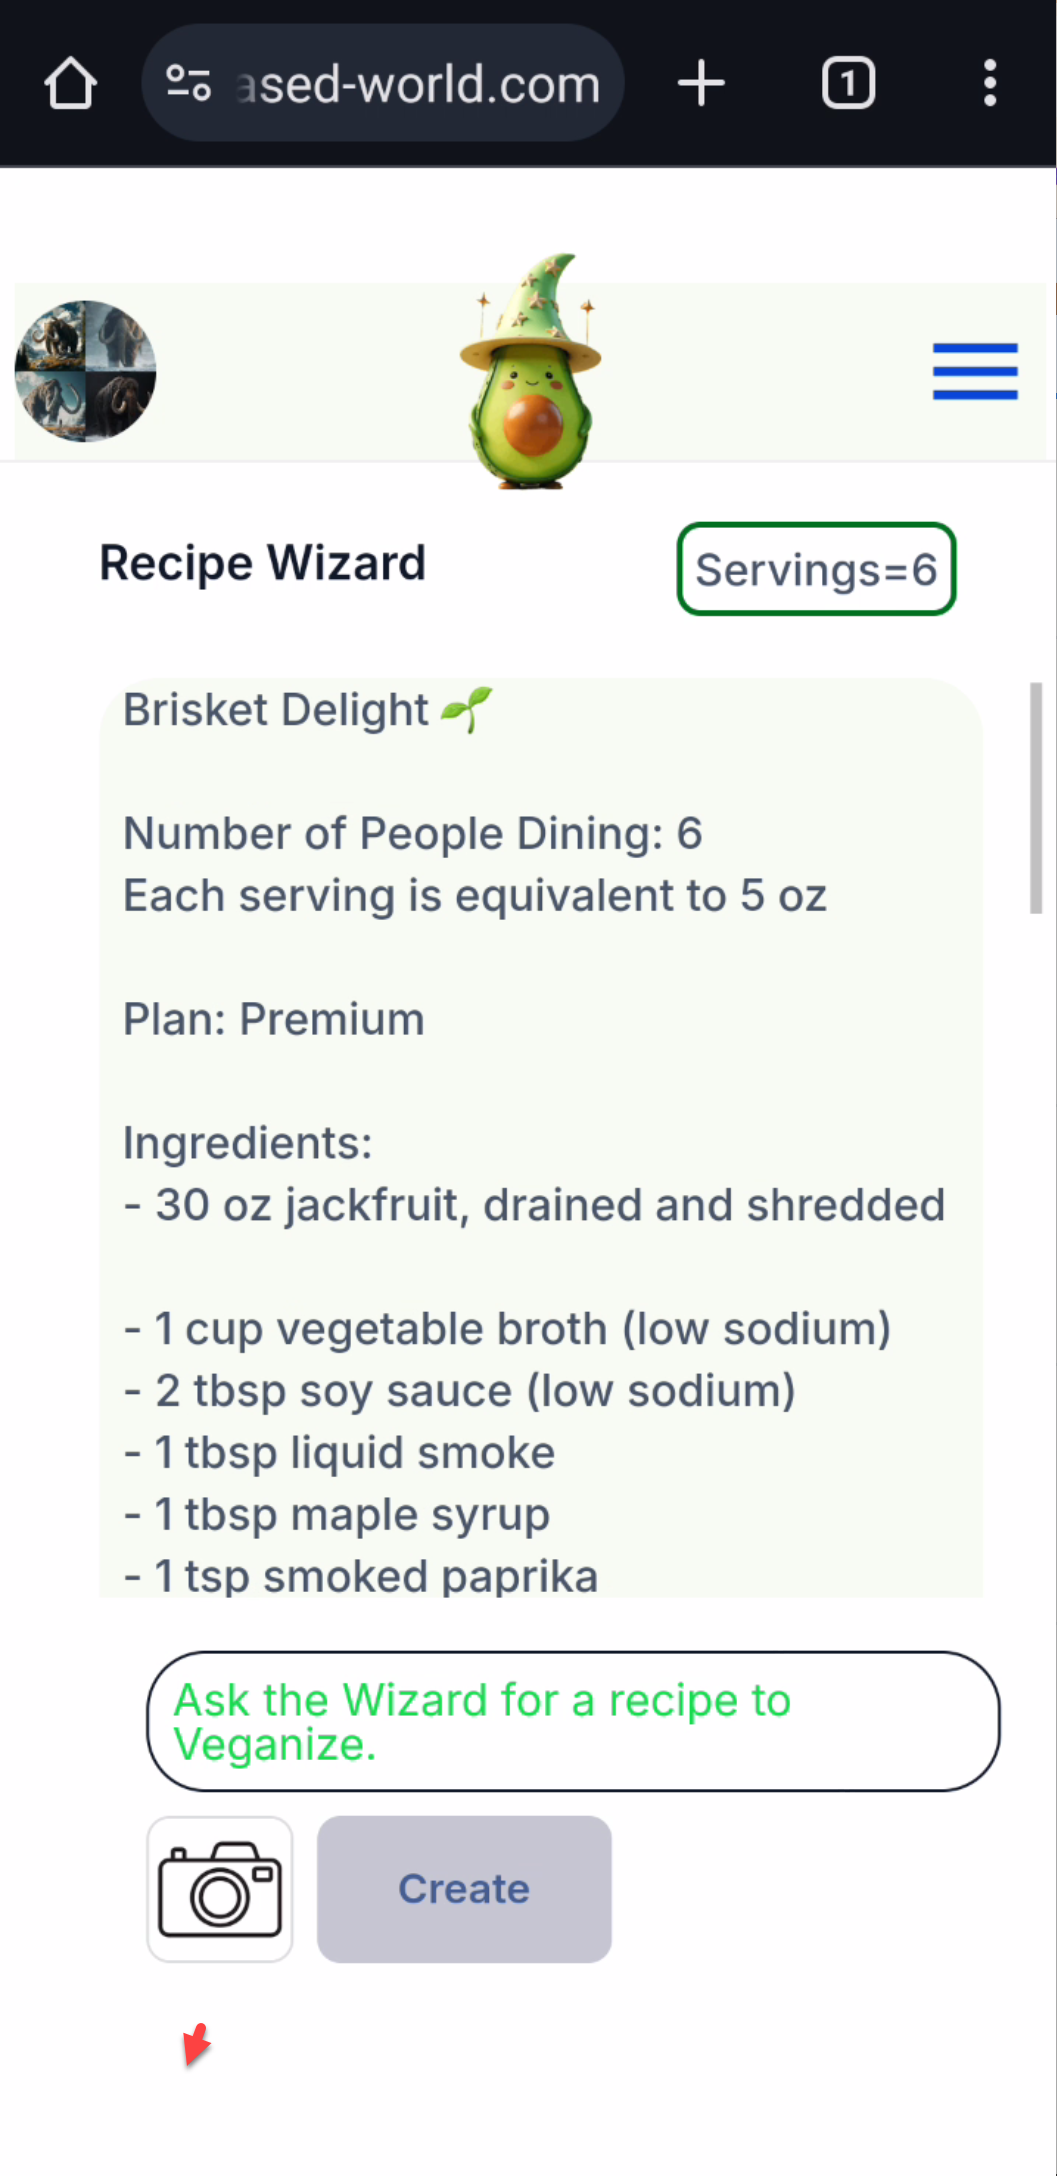 ased-world.com
1
Recipe Wizard
Servings=6
Brisket Delight 🌱
Number of People Dining: 6
Each serving is equivalent to 5 oz
Plan: Premium
Ingredients:
- 30 oz jackfruit, drained and shredded
- 1 cup vegetable broth (low sodium)
- 2 tbsp soy sauce (low sodium)
- 1 tbsp liquid smoke
- 1 tbsp maple syrup
- 1 tsp smoked paprika
Ask the Wizard for a recipe to
Veganize.
Create